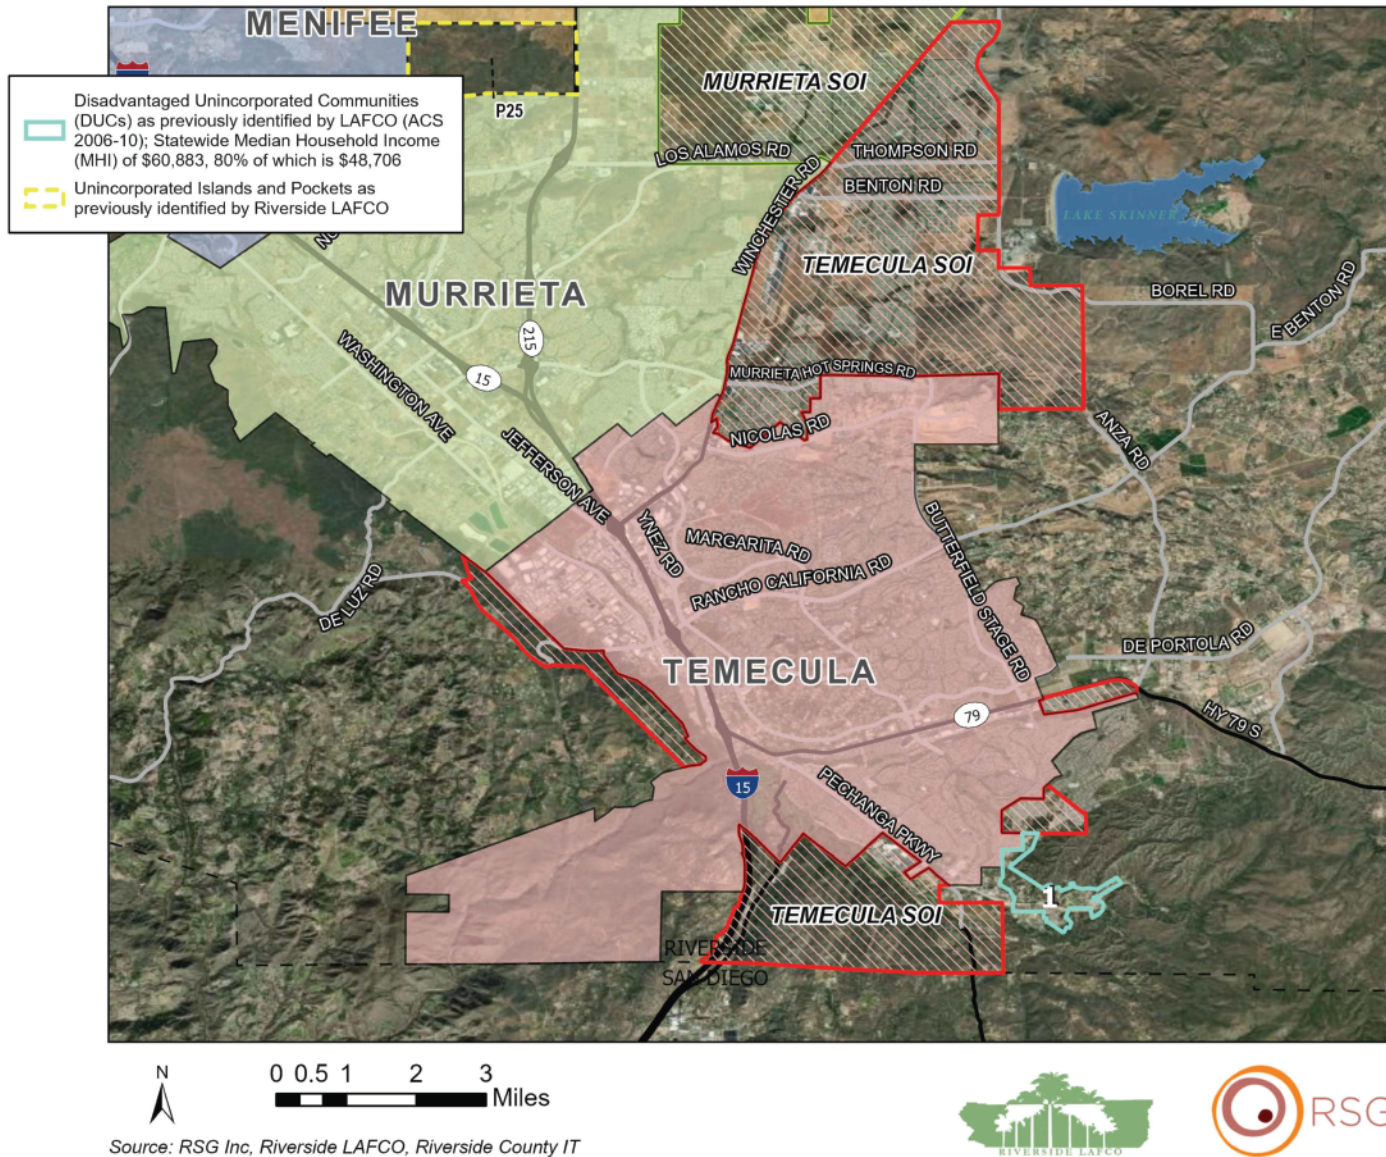 MENIFEE
Disadvantaged Unincorporated Communities
(DUCs) as previously identified by LAFCO (ACS
2006-10); Statewide Median Household Income
(MHI) of $60,883, 80% of which is $48,706
Unincorporated Islands and Pockets as
previously identified by Riverside LAFCO
P25
MURRIETA SOI
LOS ALAMOS RD
THOMPSON RD
BENTON RD
WINCHESTER RD
LAKE SKINNER
TEMECULA SOI
BOREL RD
E BENTON RD
MURRIETA
215
15
WASHINGTON AVE
MURRIETA HOT SPRINGS RD
NICOLAS RD
ANZA RD
JEFFERSON AVE
YNEZ RD
MARGARITA RD
RANCHO CALIFORNIA RD
BUTTERFIELD STAGE RD
DE LUZ RD
DE PORTOLA RD
TEMECULA
79
HY 79 S
15
PECHANGA PKWY
1
TEMECULA SOI
RIVERSIDE
SAN DIEGO
N
0 0.5 1 2 3
Miles
RIVERSIDE LAFCO
RSG
Source: RSG Inc, Riverside LAFCO, Riverside County IT